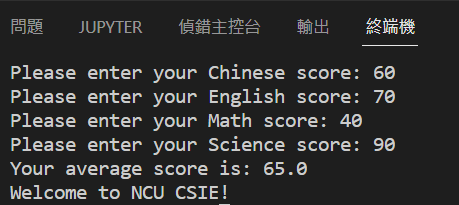 問題 JUPYTER 偵錯主控台 輸出 終端機
Please enter your Chinese score: 60
Please enter your English score: 70
Please enter your Math score: 40
Please enter your Science score: 90
Your average score is: 65.0
Welcome to NCU CSIE!